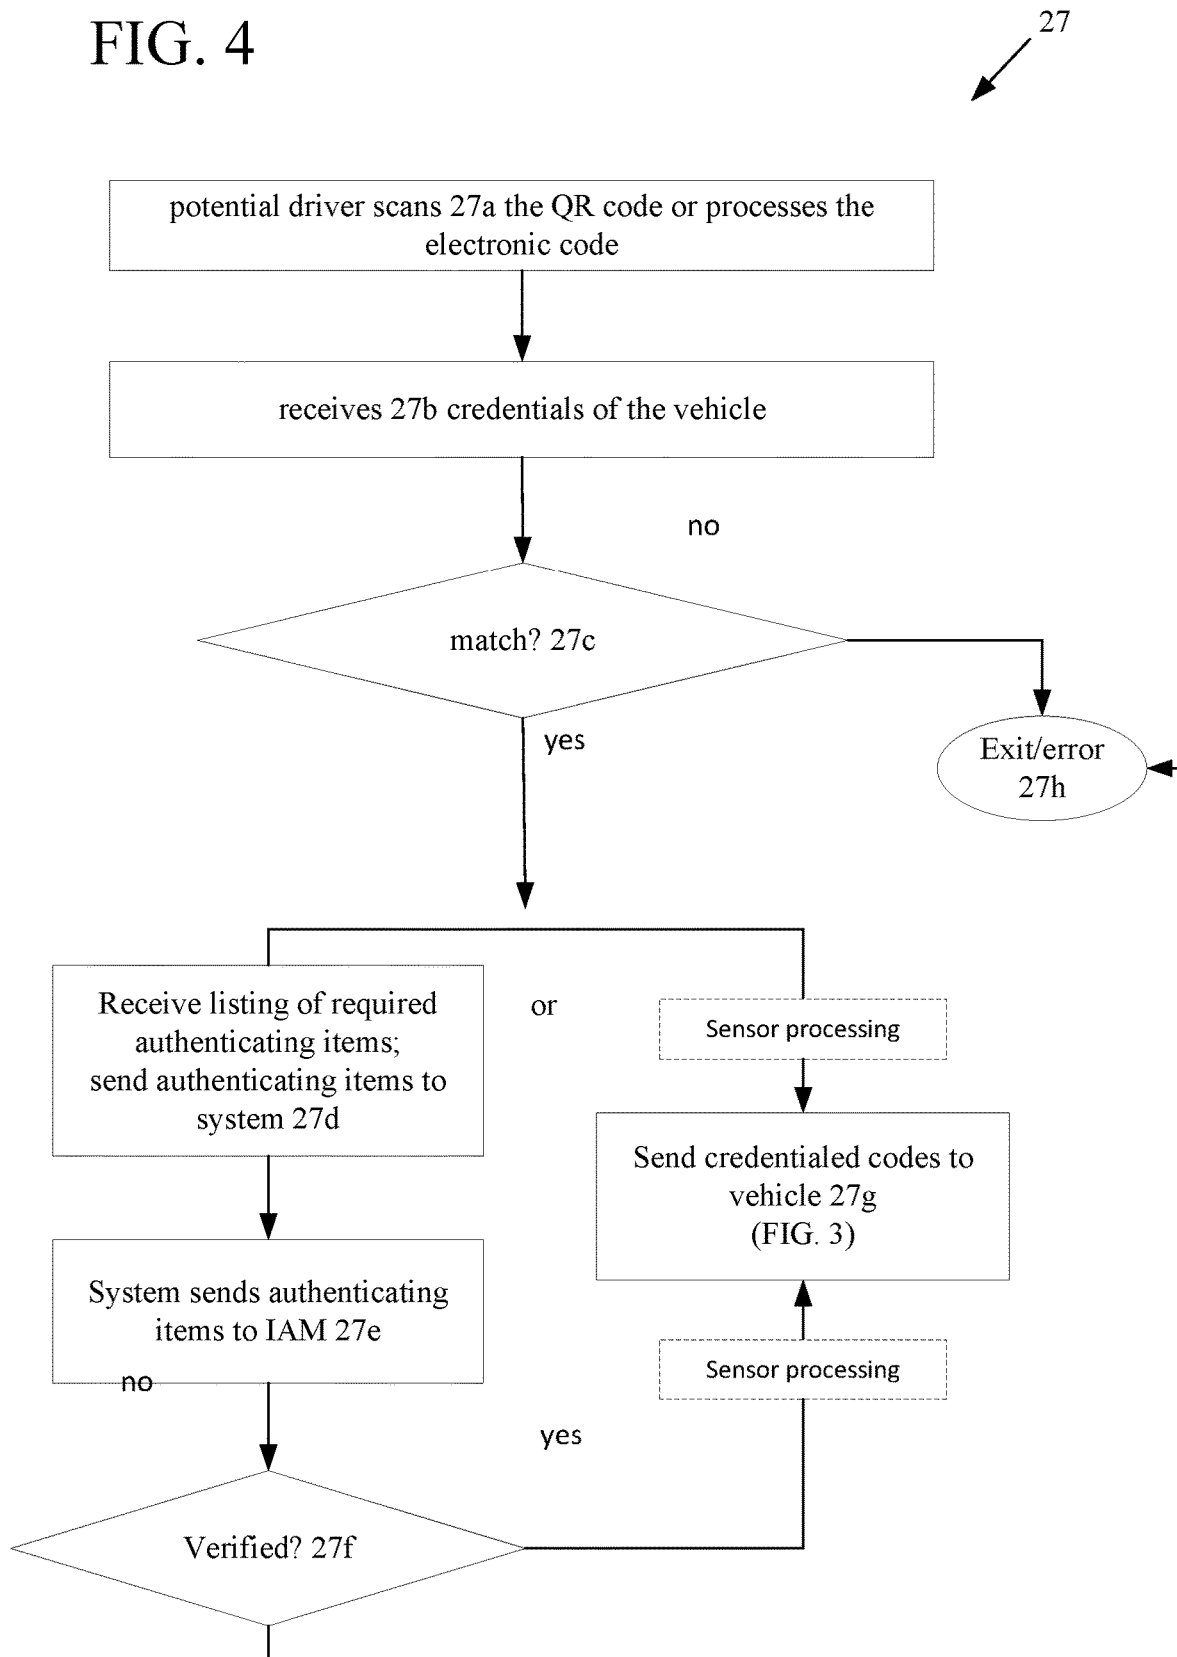 FIG. 4
27
potential driver scans 27a the QR code or processes the
electronic code
receives 27b credentials of the vehicle
no
match? 27c
yes
Exit/error
27h
Receive listing of required
authenticating items;
send authenticating items to
system 27d
or
Sensor processing
Send credentialed codes to
vehicle 27g
(FIG. 3)
System sends authenticating
items to IAM 27e
no
Sensor processing
yes
Verified? 27f